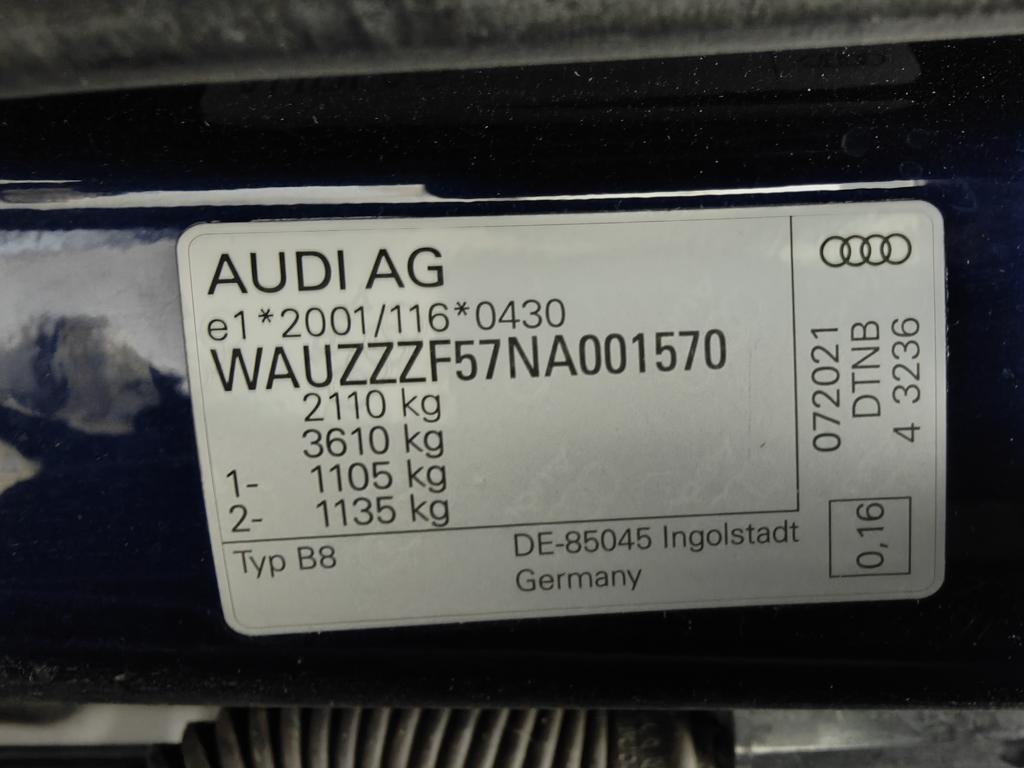 AUDI AG
e1*2001/116*0430
WAUZZZF57NA001570
2110 kg
3610 kg
1- 1105 kg
2- 1135 kg
Typ B8
DE-85045 Ingolstadt
Germany
0722021
DTNB
4 3236
0,16